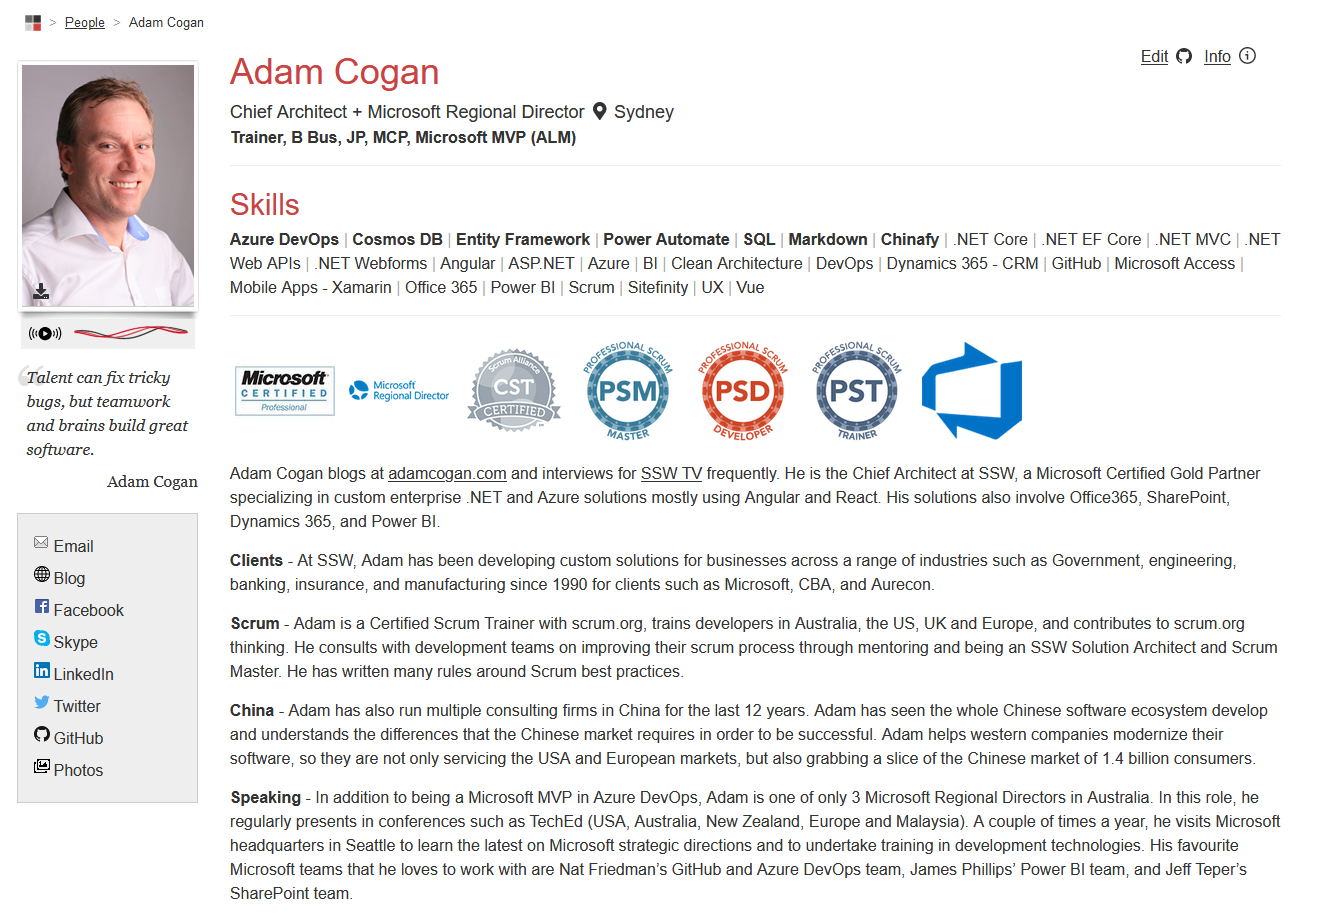 > People > Adam Cogan
Edit Info
Adam Cogan
Chief Architect + Microsoft Regional Director Sydney
Trainer, B Bus, JP, MCP, Microsoft MVP (ALM)
Skills
Azure DevOps | Cosmos DB | Entity Framework | Power Automate | SQL | Markdown | Chinafy | .NET Core | .NET EF Core | .NET MVC | .NET
Web APIs | .NET Webforms | Angular | ASP.NET | Azure | BI | Clean Architecture | DevOps | Dynamics 365 - CRM | GitHub | Microsoft Access |
Mobile Apps - Xamarin | Office 365 | Power BI | Scrum | Sitefinity | UX | Vue
Microsoft
CERTIFIED
Professional
Microsoft
Regional Director
Scrum Alliance
CST
CERTIFIED
PROFESSIONAL SCRUM
PSM
MASTER
PROFESSIONAL SCRUM
PSD
DEVELOPER
PROFESSIONAL SCRUM
PST
TRAINER
“Talent can fix tricky
bugs, but teamwork
and brains build great
software.
Adam Cogan
Email
Blog
Facebook
Skype
LinkedIn
Twitter
GitHub
Photos
Adam Cogan blogs at adamcogan.com and interviews for SSW TV frequently. He is the Chief Architect at SSW, a Microsoft Certified Gold Partner
specializing in custom enterprise .NET and Azure solutions mostly using Angular and React. His solutions also involve Office365, SharePoint,
Dynamics 365, and Power BI.
Clients - At SSW, Adam has been developing custom solutions for businesses across a range of industries such as Government, engineering,
banking, insurance, and manufacturing since 1990 for clients such as Microsoft, CBA, and Aurecon.
Scrum - Adam is a Certified Scrum Trainer with scrum.org, trains developers in Australia, the US, UK and Europe, and contributes to scrum.org
thinking. He consults with development teams on improving their scrum process through mentoring and being an SSW Solution Architect and Scrum
Master. He has written many rules around Scrum best practices.
China - Adam has also run multiple consulting firms in China for the last 12 years. Adam has seen the whole Chinese software ecosystem develop
and understands the differences that the Chinese market requires in order to be successful. Adam helps western companies modernize their
software, so they are not only servicing the USA and European markets, but also grabbing a slice of the Chinese market of 1.4 billion consumers.
Speaking - In addition to being a Microsoft MVP in Azure DevOps, Adam is one of only 3 Microsoft Regional Directors in Australia. In this role, he
regularly presents in conferences such as TechEd (USA, Australia, New Zealand, Europe and Malaysia). A couple of times a year, he visits Microsoft
headquarters in Seattle to learn the latest on Microsoft strategic directions and to undertake training in development technologies. His favourite
Microsoft teams that he loves to work with are Nat Friedman’s GitHub and Azure DevOps team, James Phillips’ Power BI team, and Jeff Teper’s
SharePoint team.